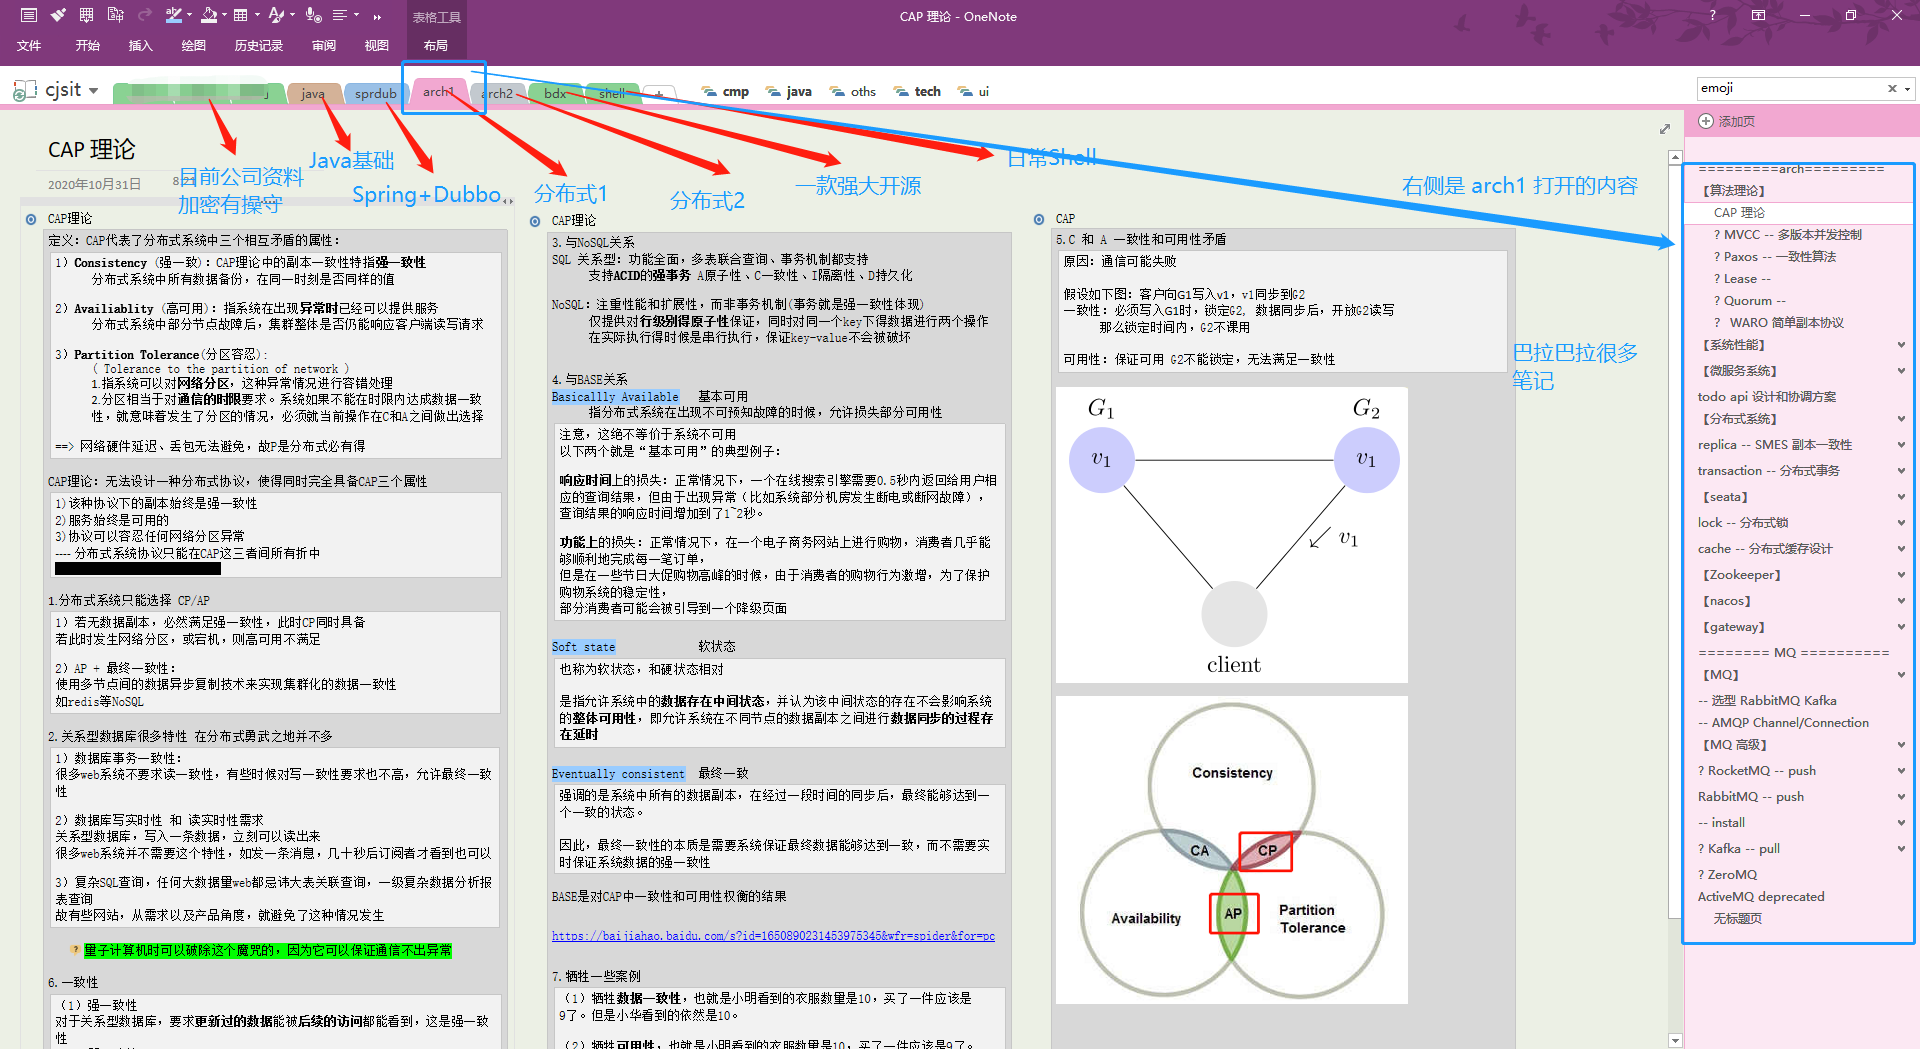 表格工具
CAP 理论 - OneNote
文件 开始 插入 绘图 历史记录 审阅 视图 布局
cjsit
java sprdub arch1 arch2 bdx shell
cmp java oths tech ui
emoji
CAP 理论
2020年10月31日
目前公司资料
加密有操守
Java基础
Spring+Dubbo
分布式1
分布式2
一款强大开源
日常Shell
右侧是 arch1 打开的内容
巴拉巴拉很多
笔记
CAP理论
定义: CAP代表了分布式系统中三个相互矛盾的属性:
1) Consistency (强一致): CAP理论中的副本一致性特指强一致性
分布式系统中所有数据备份, 在同一时刻是否同样的值
2) Availiablity (高可用): 指系统在出现异常时已经可以提供服务
分布式系统中部分节点故障后, 集群整体是否仍能响应客户端读写请求
3) Partition Tolerance(分区容忍):
( Tolerance to the partition of network )
1.指系统可以对网络分区, 这种异常情况进行容错处理
2.分区相当于对通信的时限要求。系统如果不能在时限内达成数据一致
性, 就意味着发生了分区的情况, 必须就当前操作在C和A之间做出选择
==> 网络硬件延迟、丢包无法避免, 故P是分布式必有得
CAP理论: 无法设计一种分布式协议, 使得同时完全具备CAP三个属性
1)该种协议下的副本始终是强一致性
2)服务始终是可用的
3)协议可以容忍任何网络分区异常
---- 分布式系统协议只能在CAP这三者间所有折中
1.分布式系统只能选择 CP/AP
1) 若无数据副本, 必然满足强一致性, 此时CP同时具备
若此时发生网络分区, 或宕机, 则高可用不满足
2) AP + 最终一致性:
使用多节点间的数据异步复制技术来实现集群化的数据一致性
如redis等NoSQL
2.关系型数据库很多特性 在分布式勇武之地并不多
1) 数据库事务一致性:
很多web系统不要求读一致性, 有些时候对写一致性要求也不高, 允许最终一致
性
2) 数据库写实时性 和 读实时性需求
关系型数据库, 写入一条数据, 立刻可以读出来
很多web系统并不需要这个特性, 如发一条消息, 几十秒后订阅者才看到也可以
3) 复杂SQL查询, 任何大数据量web都忌讳大表关联查询, 一级复杂数据分析报
表查询
故有些网站, 从需求以及产品角度, 就避免了这种情况发生
量子计算机时可以破除这个魔咒的, 因为它可以保证通信不出异常
6.一致性
(1) 强一致性
对于关系型数据库, 要求更新过的数据能被后续的访问都能看到, 这是强一致
性
CAP理论
3.与NoSQL关系
SQL 关系型: 功能全面, 多表联合查询、事务机制都支持
支持ACID的强事务 A原子性、C一致性、I隔离性、D持久化
NoSQL: 注重性能和扩展性, 而非事务机制(事务就是强一致性体现)
仅提供对行级别得原子性保证, 同时对同一个key下得数据进行两个操作
在实际执行得时候是串行执行, 保证key-value不会被破坏
4.与BASE关系
Basicallly Available 基本可用
指分布式系统在出现不可预知故障的时候, 允许损失部分可用性
注意, 这绝不等价于系统不可用
以下两个就是“基本可用”的典型例子:
响应时间上的损失: 正常情况下, 一个在线搜索引擎需要0.5秒内返回给用户相
应的查询结果, 但由于出现异常 (比如系统部分机房发生断电或断网故障),
查询结果的响应时间增加到了1~2秒。
功能上的损失: 正常情况下, 在一个电子商务网站上进行购物, 消费者几乎能
够顺利地完成每一笔订单,
但是在一些节日大促购物高峰的时候, 由于消费者的购物行为激增, 为了保护
购物系统的稳定性,
部分消费者可能会被引导到一个降级页面
Soft state 软状态
也称为软状态, 和硬状态相对
是指允许系统中的数据存在中间状态, 并认为该中间状态的存在不会影响系统
的整体可用性, 即允许系统在不同节点的数据副本之间进行数据同步的过程存
在延时
Eventually consistent 最终一致
强调的是系统中所有的数据副本, 在经过一段时间的同步后, 最终能够达到一
个一致的状态。
因此, 最终一致性的本质是需要系统保证最终数据能够达到一致, 而不需要实
时保证系统数据的强一致性
BASE是对CAP中一致性和可用性权衡的结果
https://baijiahao.baidu.com/s?id=1650890231453975345&wfr=spider&for=pc
7.牺牲一些案例
(1) 牺牲数据一致性, 也就是小明看到的衣服数量是10, 买了一件应该是
9了。但是小华看到的依然是10。
(2) 牺牲可用性, 也就是小明看到的衣服数量是10, 买了一件应该是9了。
CAP
5.C 和 A 一致性和可用性矛盾
原因: 通信可能失败
假设如下图: 客户向G1写入v1, v1同步到G2
一致性: 必须写入G1时, 锁定G2, 数据同步后, 开放G2读写
那么锁定时间内, G2不课用
可用性: 保证可用 G2不能锁定, 无法满足一致性
G1 G2
v1 v1
v1
client
Consistency
CA CP
Availability AP Partition
Tolerance
添加页
=========arch=========
【算法理论】
CAP 理论
? MVCC -- 多版本并发控制
? Paxos -- 一致性算法
? Lease --
? Quorum --
? WARO 简单副本协议
【系统性能】
【微服务系统】
todo api 设计和协调方案
【分布式系统】
replica -- SMES 副本一致性
transaction -- 分布式事务
【seata】
lock -- 分布式锁
cache -- 分布式缓存设计
【Zookeeper】
【nacos】
【gateway】
======== MQ ==========
【MQ】
-- 选型 RabbitMQ Kafka
-- AMQP Channel/Connection
【MQ 高级】
? RocketMQ -- push
RabbitMQ -- push
-- install
? Kafka -- pull
? ZeroMQ
ActiveMQ deprecated
无标题页